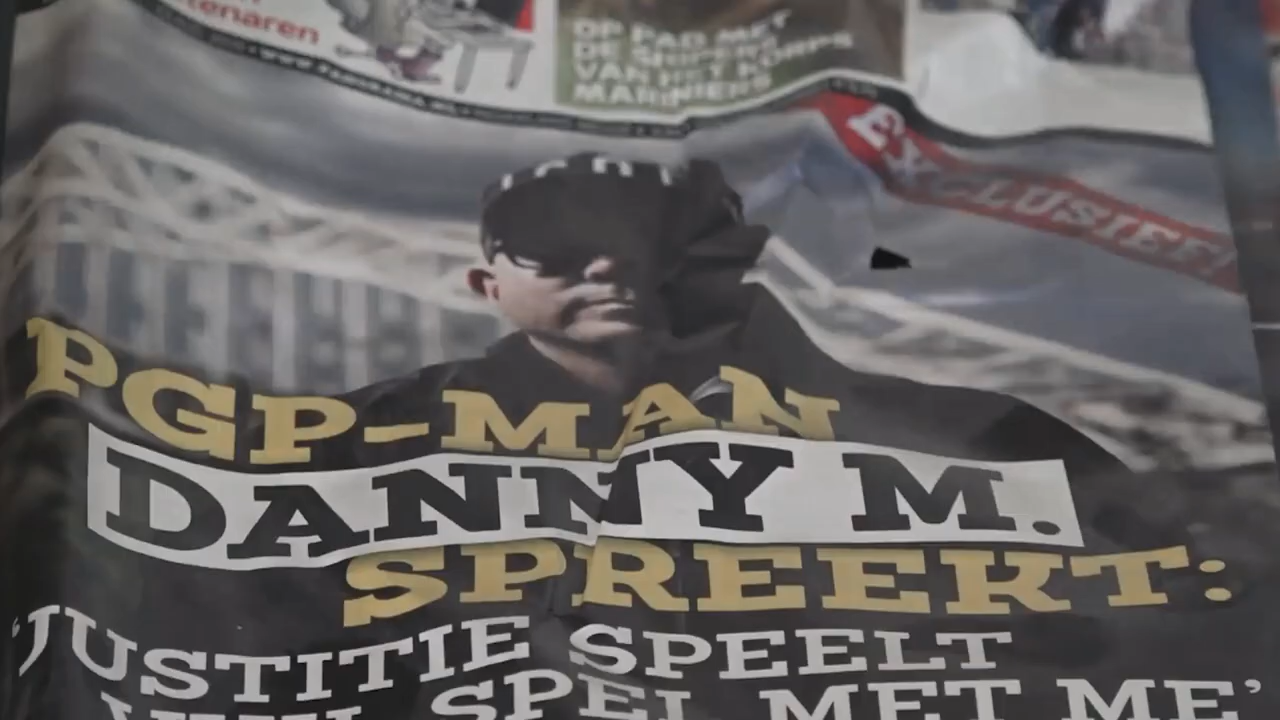 tenaren
OP PAD MET
DE SNIPERS
VAN HET KORPS
MARINIERS
EXCLUSIEF!
PGP-MAN
DANNY M.
SPREEKT:
'JUSTITIE SPEELT
SPEL MET ME'